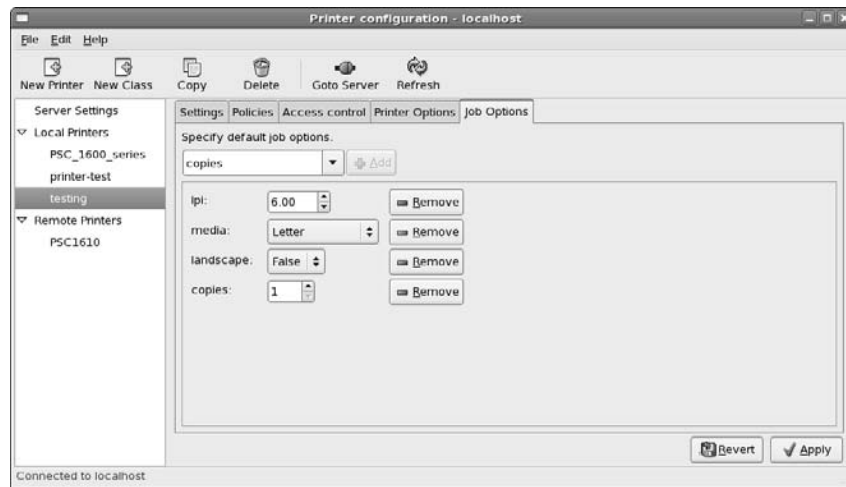 Printer configuration - localhost
File Edit Help
New Printer New Class Copy Delete Goto Server Refresh
Server Settings
Local Printers
PSC_1600_series
printer-test
testing
Remote Printers
PSC1610
Settings Policies Access control Printer Options Job Options
Specify default job options.
copies Add
lpi: 6.00 Remove
media: Letter Remove
landscape: False Remove
copies: 1 Remove
Revert Apply
Connected to localhost